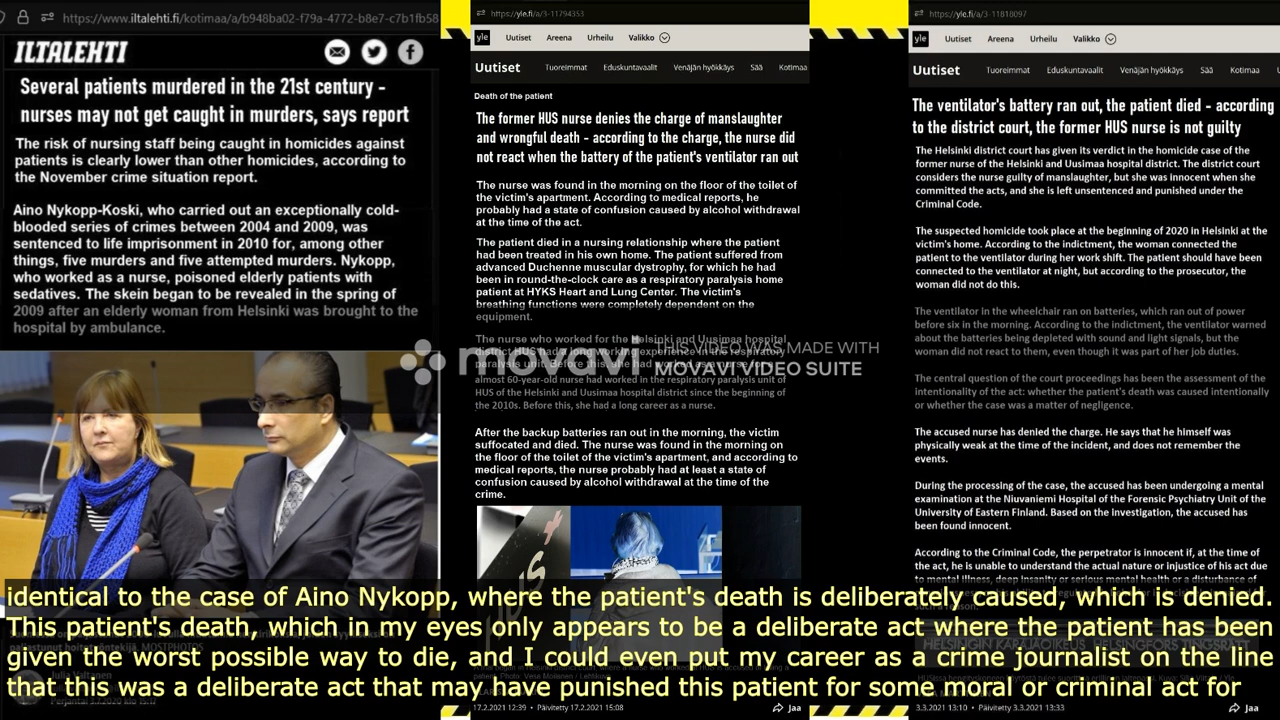 https://www.iltalehti.fi/kotimaa/a/b948ba02-f79a-4772-b8e7-c7b1fb58
ILTALEHTI
Several patients murdered in the 21st century -
nurses may not get caught in murders, says report
The risk of nursing staff being caught in homicides against
patients is clearly lower than other homicides, according to
the November crime situation report.
Aino Nykopp-Koski, who carried out an exceptionally cold-
blooded series of crimes between 2004 and 2009, was
sentenced to life imprisonment in 2010 for, among other
things, five murders and five attempted murders. Nykopp,
who worked as a nurse, poisoned elderly patients with
sedatives. The skein began to be revealed in the spring of
2009 after an elderly woman from Helsinki was brought to the
hospital by ambulance.
https://yle.fi/a/3-11794353
yle Uutiset Areena Urheilu Valikko
Uutiset Tuoreimmat Eduskuntavaalit Venäjän hyökkäys Sää Kotimaa
Death of the patient
The former HUS nurse denies the charge of manslaughter
and wrongful death - according to the charge, the nurse did
not react when the battery of the patient's ventilator ran out
The nurse was found in the morning on the floor of the toilet of
the victim's apartment. According to medical reports, he
probably had a state of confusion caused by alcohol withdrawal
at the time of the act.
The patient died in a nursing relationship where the patient
had been treated in his own home. The patient suffered from
advanced Duchenne muscular dystrophy, for which he had
been in round-the-clock care as a respiratory paralysis home
patient at HYKS Heart and Lung Center. The victim's
breathing functions were completely dependent on the
equipment.
The nurse who worked for the Helsinki and Uusimaa hospital
district HUS had a long working experience in the respiratory
paralysis unit. Before this, she had worked as a nurse for
almost 60-year-old nurse had worked in the respiratory paralysis unit of
HUS of the Helsinki and Uusimaa hospital district since the beginning of
the 2010s. Before this, she had a long career as a nurse.
After the backup batteries ran out in the morning, the victim
suffocated and died. The nurse was found in the morning on
the floor of the toilet of the victim's apartment, and according to
medical reports, the nurse probably had at least a state of
confusion caused by alcohol withdrawal at the time of the
crime.
17.2.2021 12:39 • Päivitetty 17.2.2021 15:08 Jaa
https://yle.fi/a/3-11818097
yle Uutiset Areena Urheilu Valikko
Uutiset Tuoreimmat Eduskuntavaalit Venäjän hyökkäys Sää Kotimaa
The ventilator's battery ran out, the patient died - according
to the district court, the former HUS nurse is not guilty
The Helsinki district court has given its verdict in the homicide case of the
former nurse of the Helsinki and Uusimaa hospital district. The district court
considers the nurse guilty of manslaughter, but she was innocent when she
committed the acts, and she is left unsentenced and punished under the
Criminal Code.
The suspected homicide took place at the beginning of 2020 in Helsinki at the
victim's home. According to the indictment, the woman connected the
patient to the ventilator during her work shift. The patient should have been
connected to the ventilator at night, but according to the prosecutor, the
woman did not do this.
The ventilator in the wheelchair ran on batteries, which ran out of power
before six in the morning. According to the indictment, the ventilator warned
about the batteries being depleted with sound and light signals, but the
woman did not react to them, even though it was part of her job duties.
The central question of the court proceedings has been the assessment of the
intentionality of the act: whether the patient's death was caused intentionally
or whether the case was a matter of negligence.
The accused nurse has denied the charge. He says that he himself was
physically weak at the time of the incident, and does not remember the
events.
During the processing of the case, the accused has been undergoing a mental
examination at the Niuvaniemi Hospital of the Forensic Psychiatry Unit of the
University of Eastern Finland. Based on the investigation, the accused has
been found innocent.
According to the Criminal Code, the perpetrator is innocent if, at the time of
the act, he is unable to understand the actual nature or injustice of his act due
to mental illness, deep insanity or serious mental health or a disturbance of
HELSINGIN KÄRÄJÄOIKEUS HELSINGFORS TINGSRÄTT
3.3.2021 13:10 • Päivitetty 3.3.2021 13:33 Jaa
movavi
THIS VIDEO WAS MADE WITH
MOVAVI VIDEO SUITE
identical to the case of Aino Nykopp, where the patient's death is deliberately caused, which is denied.
This patient's death, which in my eyes only appears to be a deliberate act where the patient has been
given the worst possible way to die, and I could even put my career as a crime journalist on the line
that this was a deliberate act that may have punished this patient for some moral or criminal act for